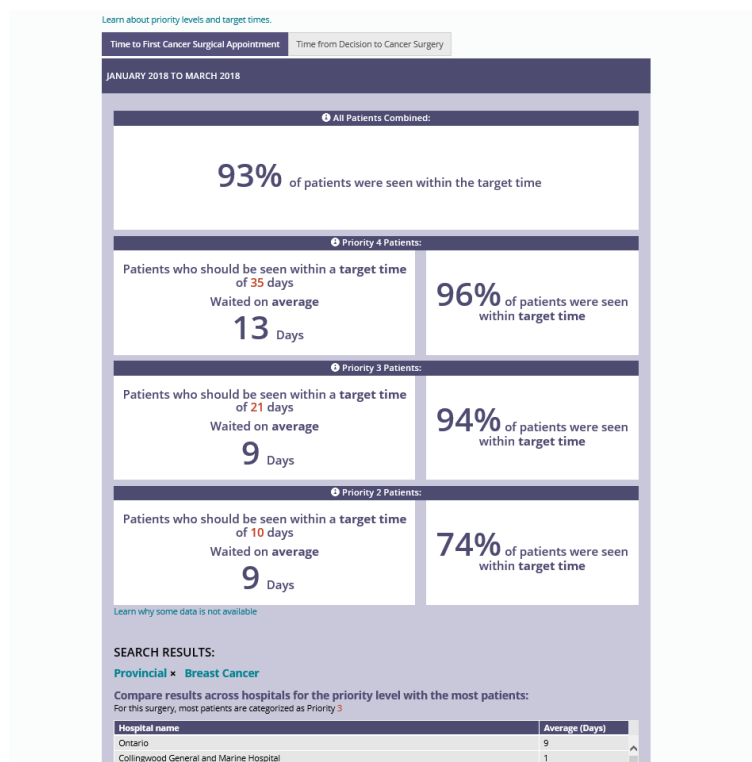 Learn about priority levels and target times.
Time to First Cancer Surgical Appointment Time from Decision to Cancer Surgery
JANUARY 2018 TO MARCH 2018
All Patients Combined:
93% of patients were seen within the target time
Priority 4 Patients:
Patients who should be seen within a target time
of 35 days
Waited on average
13 Days
96% of patients were seen
within target time
Priority 3 Patients:
Patients who should be seen within a target time
of 21 days
Waited on average
9 Days
94% of patients were seen
within target time
Priority 2 Patients:
Patients who should be seen within a target time
of 10 days
Waited on average
9 Days
74% of patients were seen
within target time
Learn why some data is not available
SEARCH RESULTS:
Provincial × Breast Cancer
Compare results across hospitals for the priority level with the most patients:
For this surgery, most patients are categorized as Priority 3
Hospital name Average (Days)
Ontario 9
Collingwood General and Marine Hospital 1